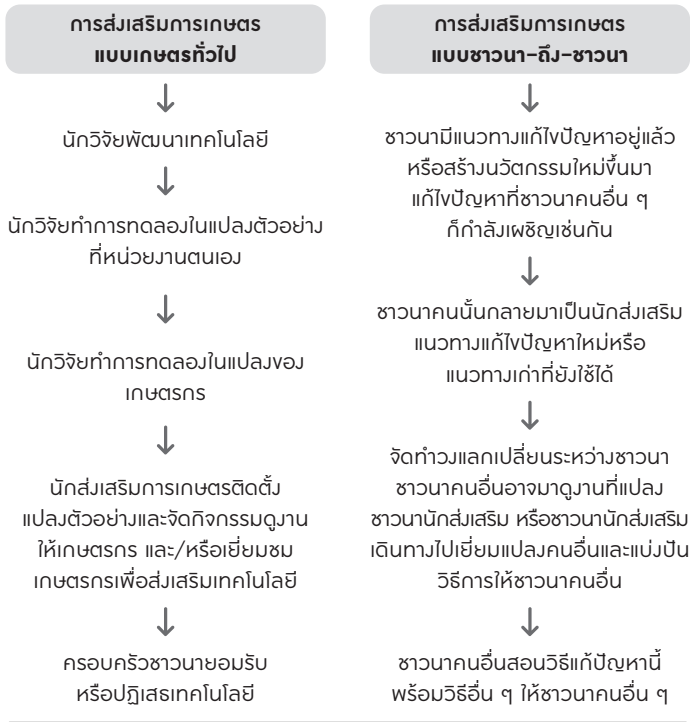 การส่งเสริมการเกษตร
แบบเกษตรทั่วไป
นักวิจัยพัฒนาเทคโนโลยี
นักวิจัยทำการทดลองในแปลงตัวอย่าง
ที่หน่วยงานตนเอง
นักวิจัยทำการทดลองในแปลงของ
เกษตรกร
นักส่งเสริมการเกษตรติดตั้ง
แปลงตัวอย่างและจัดกิจกรรมดูงาน
ให้เกษตรกร และ/หรือเยี่ยมชม
เกษตรกรเพื่อส่งเสริมเทคโนโลยี
ครอบครัวชาวนายอมรับ
หรือปฏิเสธเทคโนโลยี
การส่งเสริมการเกษตร
แบบชาวนา–ถึง–ชาวนา
ชาวนามีแนวทางแก้ไขปัญหาอยู่แล้ว
หรือสร้างนวัตกรรมใหม่ขึ้นมา
แก้ไขปัญหาที่ชาวนาคนอื่น ๆ
ก็กำลังเผชิญเช่นกัน
ชาวนาคนนั้นกลายมาเป็นนักส่งเสริม
แนวทางแก้ไขปัญหาใหม่หรือ
แนวทางเก่าที่ยังใช้ได้
จัดทำวงแลกเปลี่ยนระหว่างชาวนา
ชาวนาคนอื่นอาจมาดูงานที่แปลง
ชาวนานักส่งเสริม หรือชาวนานักส่งเสริม
เดินทางไปเยี่ยมแปลงคนอื่นและแบ่งปัน
วิธีการให้ชาวนาคนอื่น
ชาวนาคนอื่นสอนวิธีแก้ปัญหานี้
พร้อมวิธีอื่น ๆ ให้ชาวนาคนอื่น ๆ